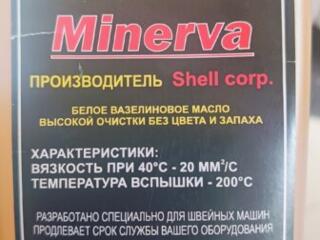 Minerva
ПРОИЗВОДИТЕЛЬ Shell corp.
БЕЛОЕ ВАЗЕЛИНОВОЕ МАСЛО
ВЫСОКОЙ ОЧИСТКИ БЕЗ ЦВЕТА И ЗАПАХА
ХАРАКТЕРИСТИКИ:
ВЯЗКОСТЬ ПРИ 40°С - 20 ММ²/С
ТЕМПЕРАТУРА ВСПЫШКИ - 200°С
РАЗРАБОТАНО СПЕЦИАЛЬНО ДЛЯ ШВЕЙНЫХ МАШИН
ПРОДЛЕВАЕТ СРОК СЛУЖБЫ ВАШЕГО ОБОРУДОВАНИЯ